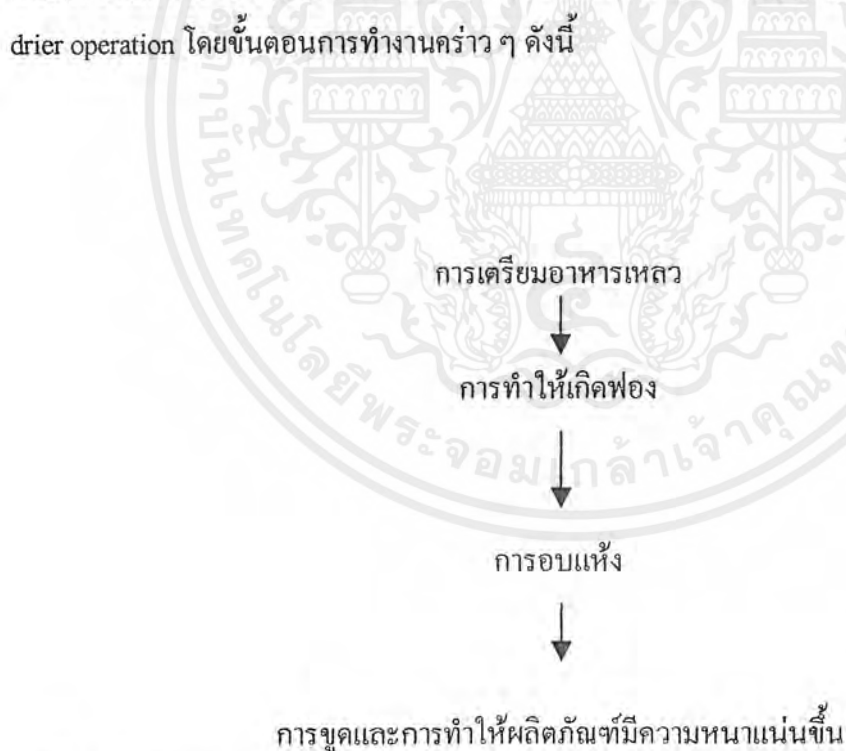 drier operation โดยขั้นตอนการทำงานคร่าว ๆ ดังนี้
การเตรียมอาหารเหลว
การทำให้เกิดฟอง
การอบแห้ง
การขูดและการทำให้ผลิตภัณฑ์มีความหนาแน่นขึ้น